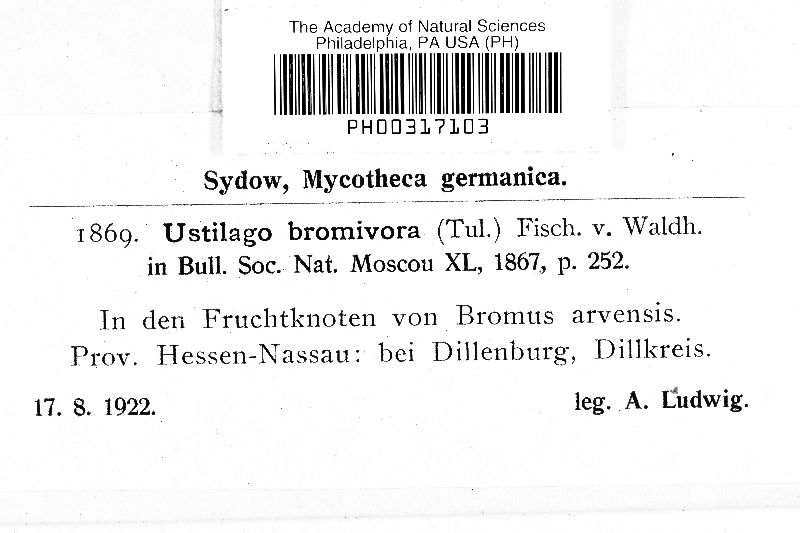 The Academy of Natural Sciences
Philadelphia, PA USA (PH)
PH00317103
Sydow, Mycotheca germanica.
1869. Ustilago bromivora (Tul.) Fisch. v. Waldh.
in Bull. Soc. Nat. Moscou XL, 1867, p. 252.
In den Fruchtknoten von Bromus arvensis.
Prov. Hessen-Nassau: bei Dillenburg, Dillkreis.
17. 8. 1922.
leg. A. Ludwig.